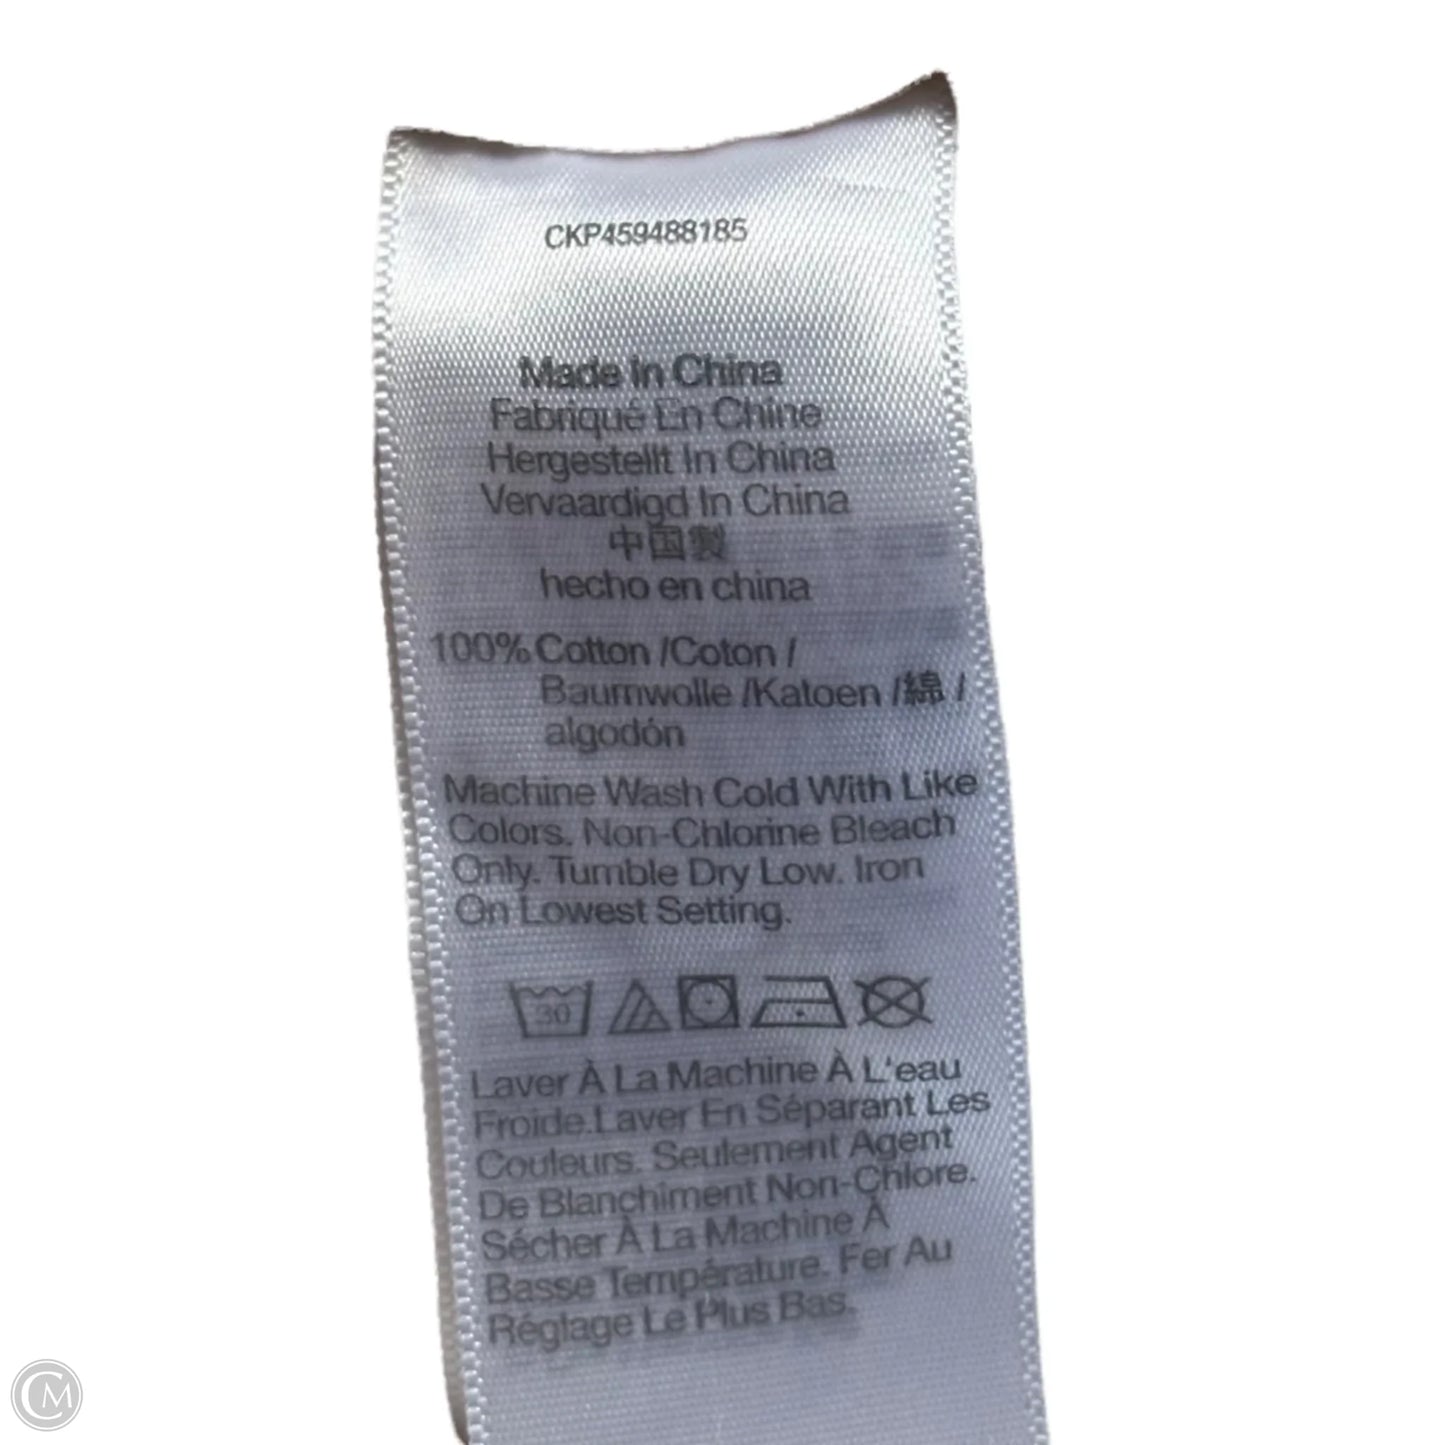 CKP459488185
Made In China
Fabriqué En Chine
Hergestellt In China
Vervaardigd In China
中国製
hecho en china
100% Cotton /Coton /
Baumwolle /Katoen /綿 /
algodón
Machine Wash Cold With Like
Colors. Non-Chlorine Bleach
Only. Tumble Dry Low. Iron
On Lowest Setting.
30
Laver À La Machine À L'eau
Froide.Laver En Séparant Les
Couleurs. Seulement Agent
De Blanchiment Non-Chlore.
Sécher À La Machine À
Basse Température. Fer Au
Réglage Le Plus Bas.
CM